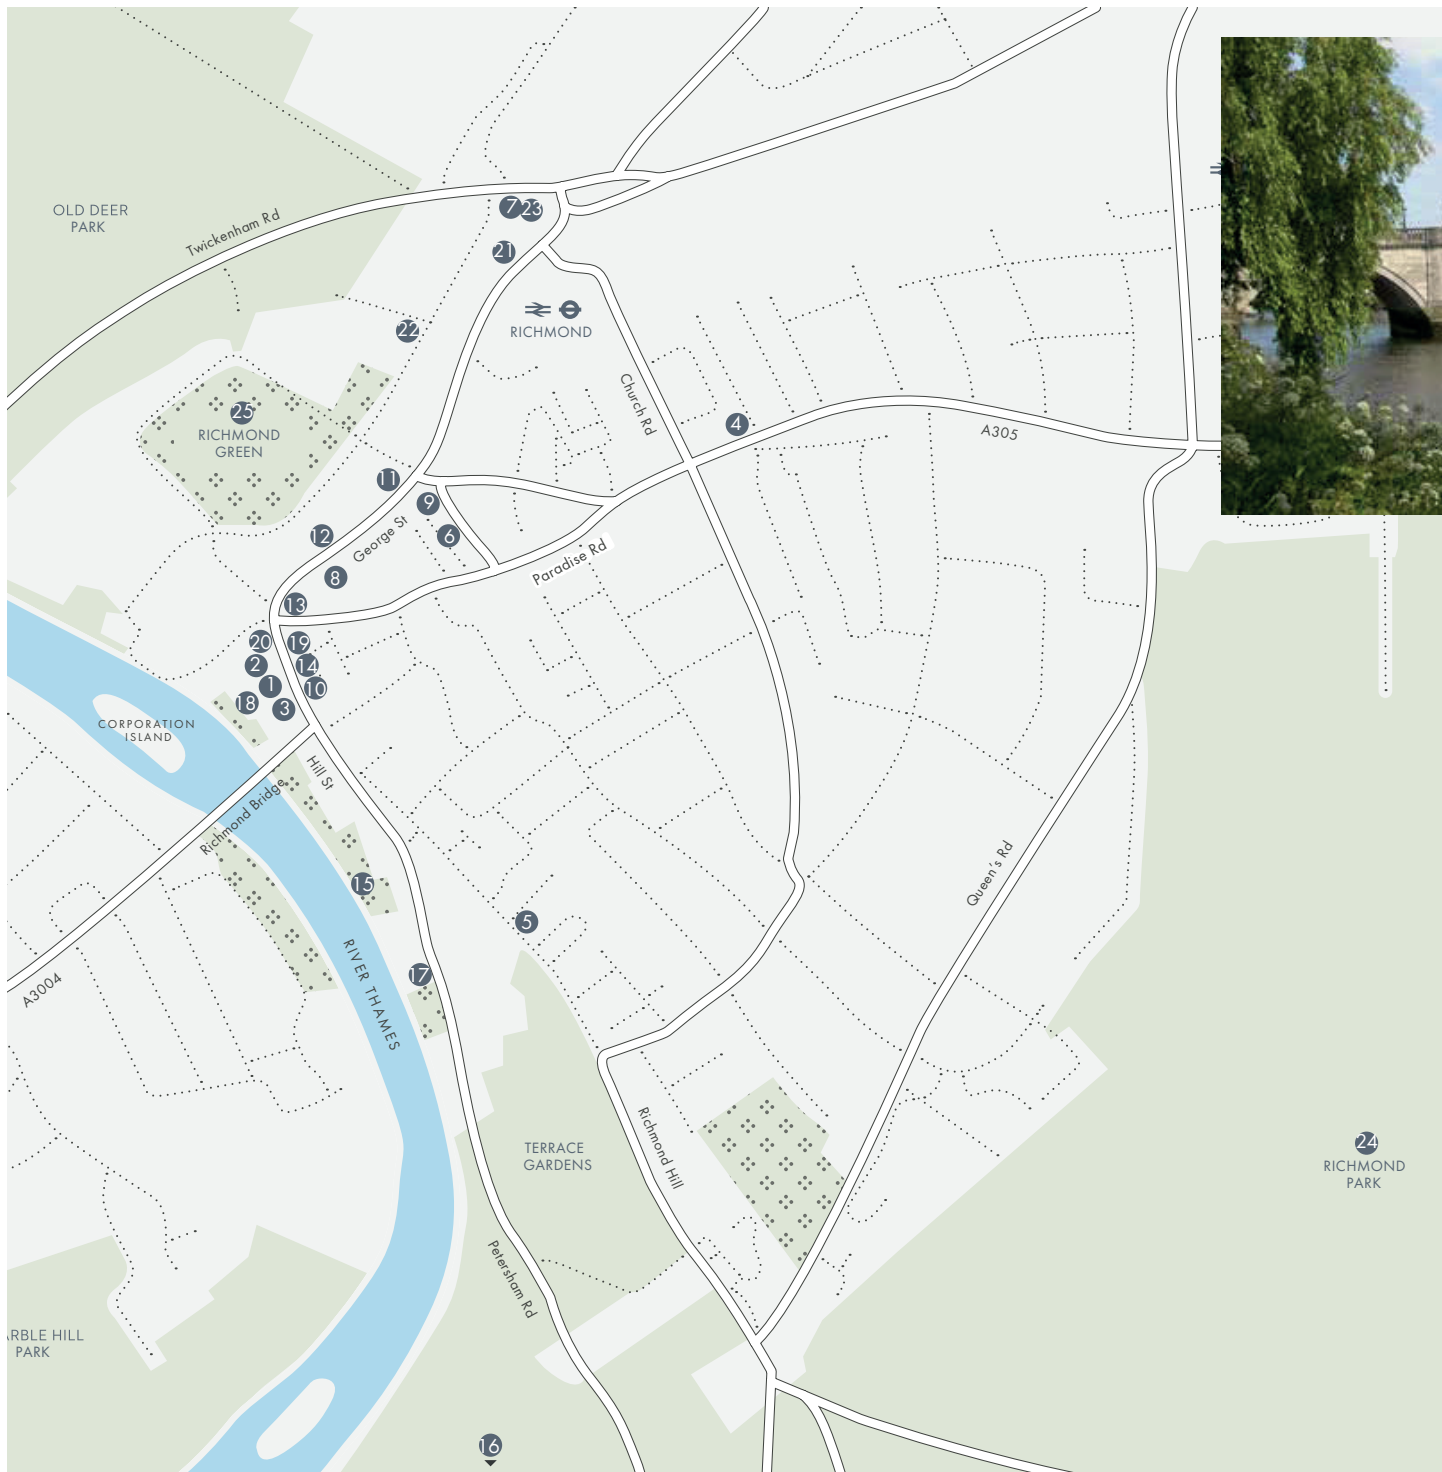 OLD DEER
PARK
Twickenham Rd
7
23
21
22
RICHMOND
25
RICHMOND
GREEN
Church Rd
4
A305
11
9
George St
6
12
Paradise Rd
8
13
20
19
2
14
1
10
18
3
CORPORATION
ISLAND
Hill St
Richmond Bridge
15
Queen's Rd
5
RIVER THAMES
17
A3004
Richmond Hill
TERRACE
GARDENS
24
RICHMOND
PARK
Petersham Rd
ARBLE HILL
PARK
16